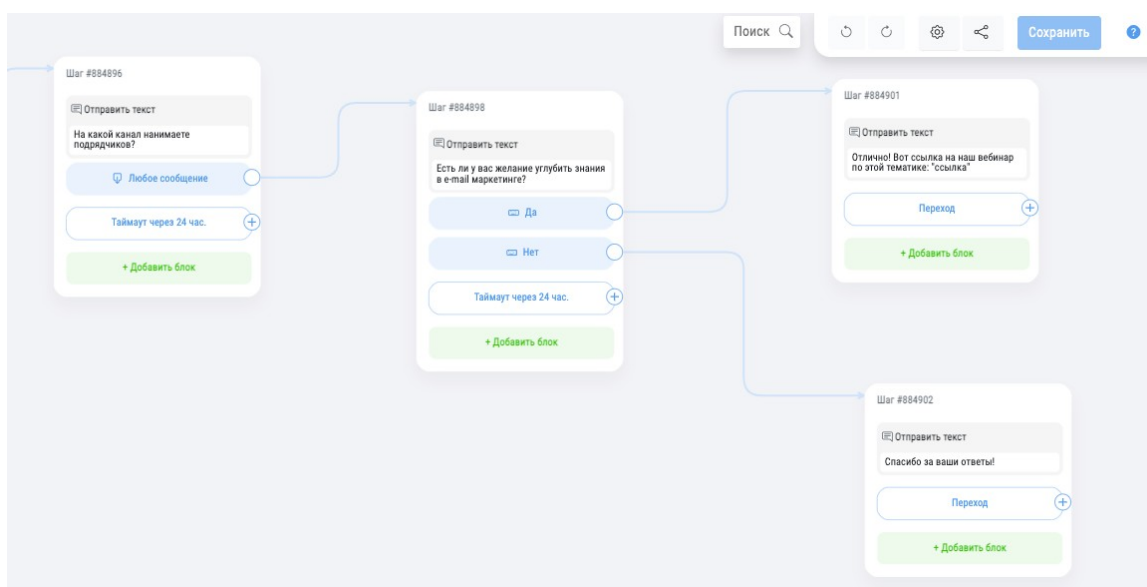 Поиск
Сохранить
?
Шаг #884896
Отправить текст
На какой канал нанимаете
подрядчиков?
Любое сообщение
Таймаут через 24 час.
+ Добавить блок
Шаг #884898
Отправить текст
Есть ли у вас желание углубить знания
в e-mail маркетинге?
Да
Нет
Таймаут через 24 час.
+ Добавить блок
Шаг #884901
Отправить текст
Отлично! Вот ссылка на наш вебинар
по этой тематике: "ссылка"
Переход
+ Добавить блок
Шаг #884902
Отправить текст
Спасибо за ваши ответы!
Переход
+ Добавить блок